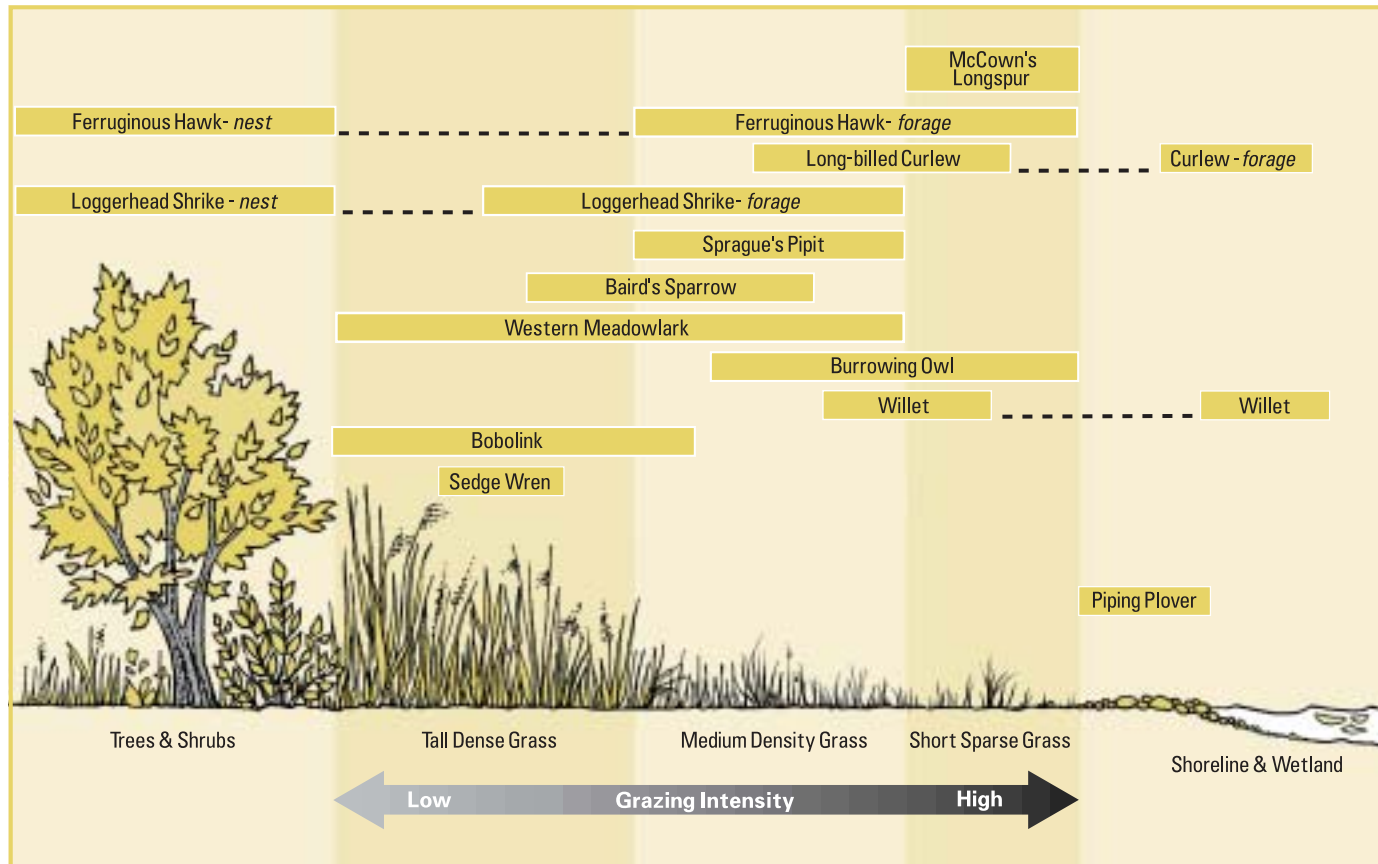 McCown's
Longspur
Ferruginous Hawk- nest
Ferruginous Hawk- forage
Long-billed Curlew
Curlew - forage
Loggerhead Shrike - nest
Loggerhead Shrike- forage
Sprague's Pipit
Baird's Sparrow
Western Meadowlark
Burrowing Owl
Willet
Willet
Bobolink
Sedge Wren
Piping Plover
Trees & Shrubs
Tall Dense Grass
Medium Density Grass
Short Sparse Grass
Shoreline & Wetland
Low
Grazing Intensity
High